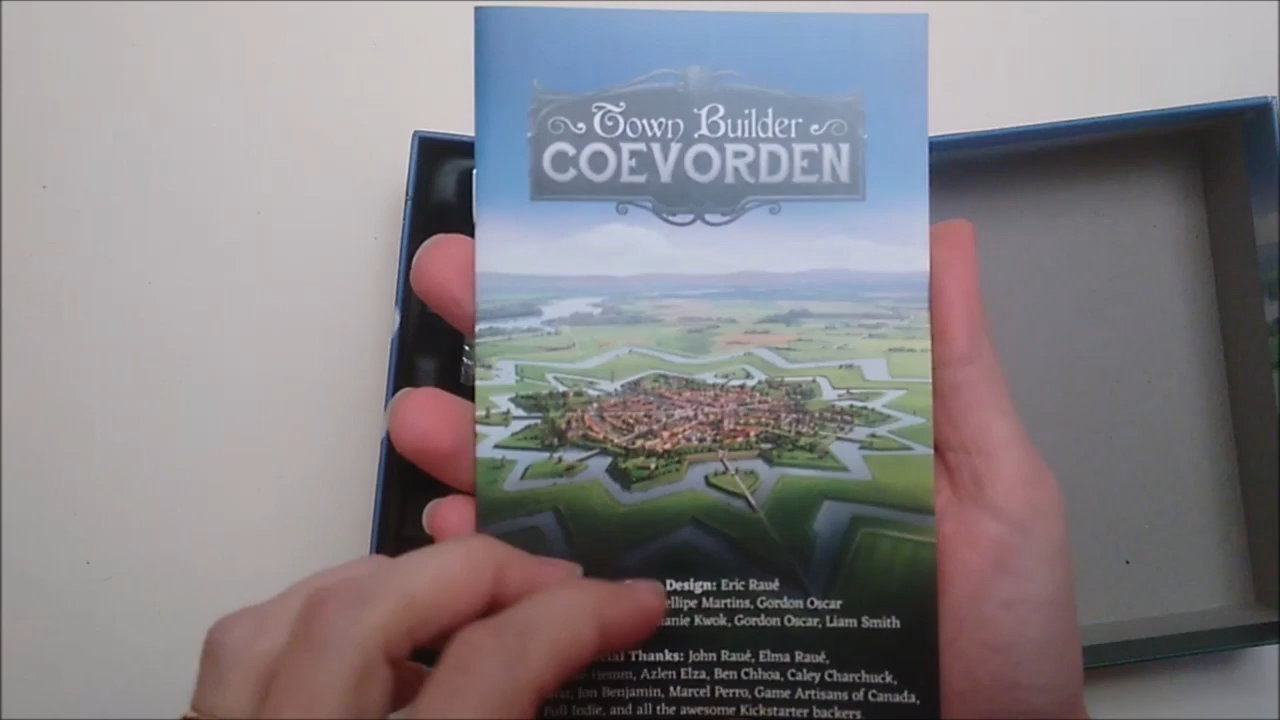 Town Builder
COEVORDEN
Design: Eric Raué
ellipe Martins, Gordon Oscar
anie Kwok, Gordon Oscar, Liam Smith
Thanks: John Raué, Elma Raué,
Hemm, Azlen Elza, Ben Chhoa, Caley Charchuck,
Jon Benjamin, Marcel Perro, Game Artisans of Canada,
Full Indie, and all the awesome Kickstarter backers